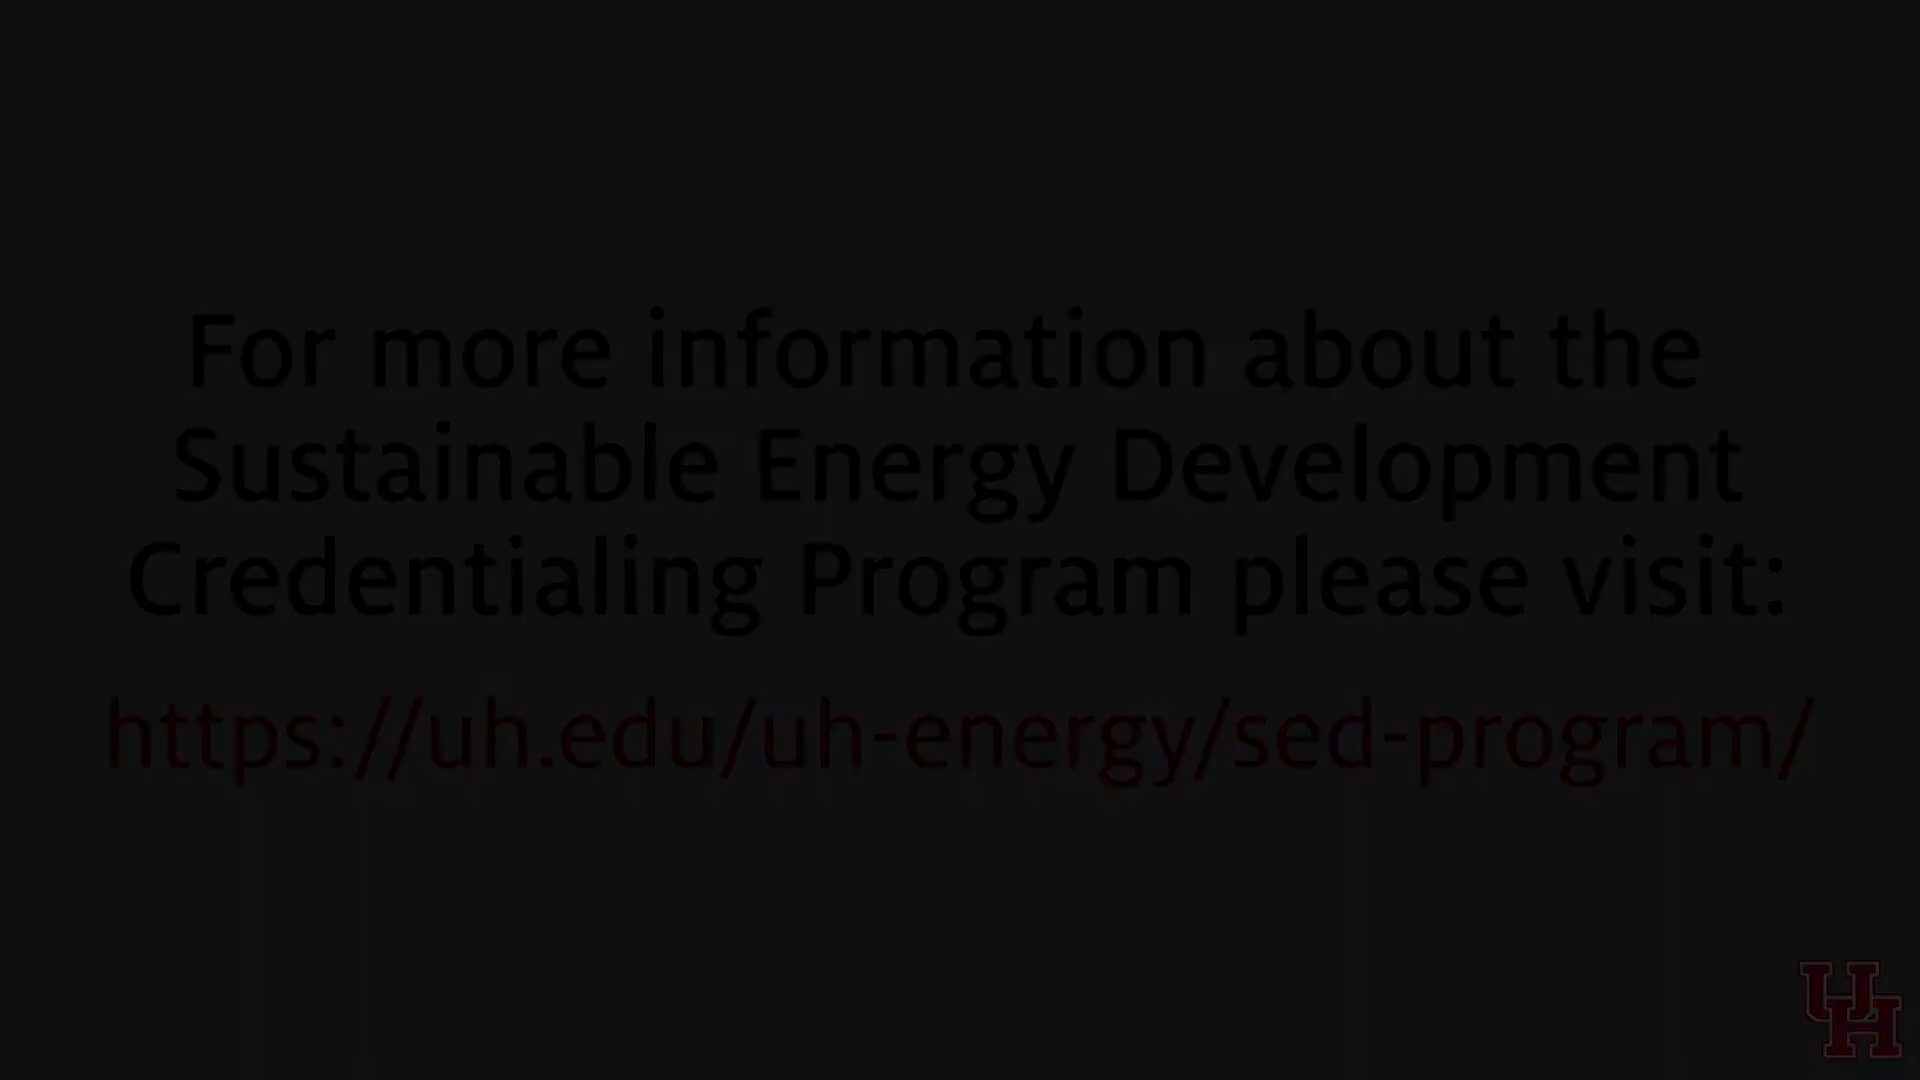 For more information about the
Sustainable Energy Development
Credentialing Program please visit:
https://uh.edu/uh-energy/sed-program/
UH